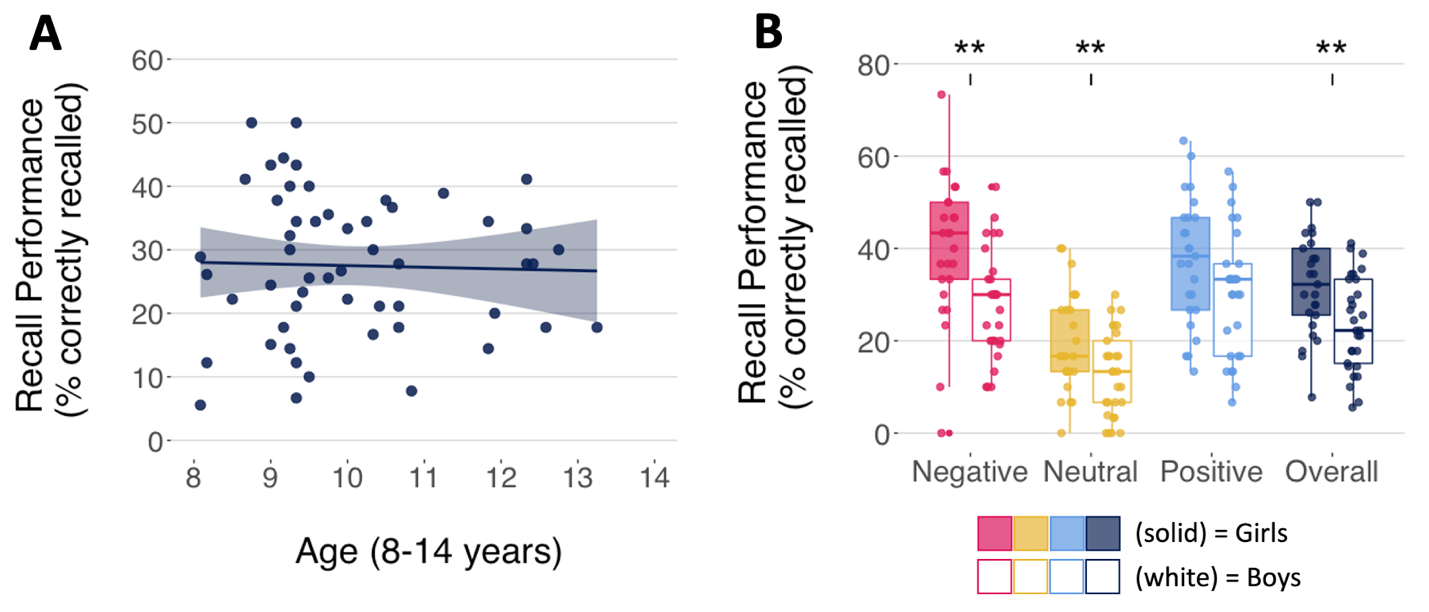 A
Recall Performance
(% correctly recalled)
60
50
40
30
20
10
0
8 9 10 11 12 13 14
Age (8-14 years)
B
Recall Performance
(% correctly recalled)
** ** **
80
60
40
20
0
Negative Neutral Positive Overall
(solid) = Girls
(white) = Boys